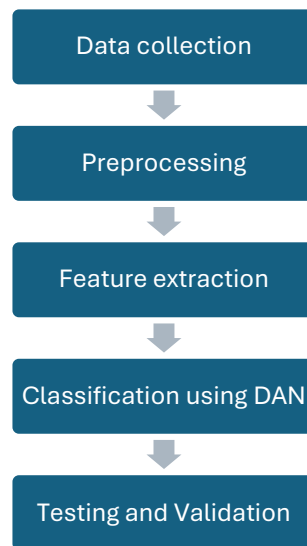 Data collection
Preprocessing
Feature extraction
Classification using DAN
Testing and Validation